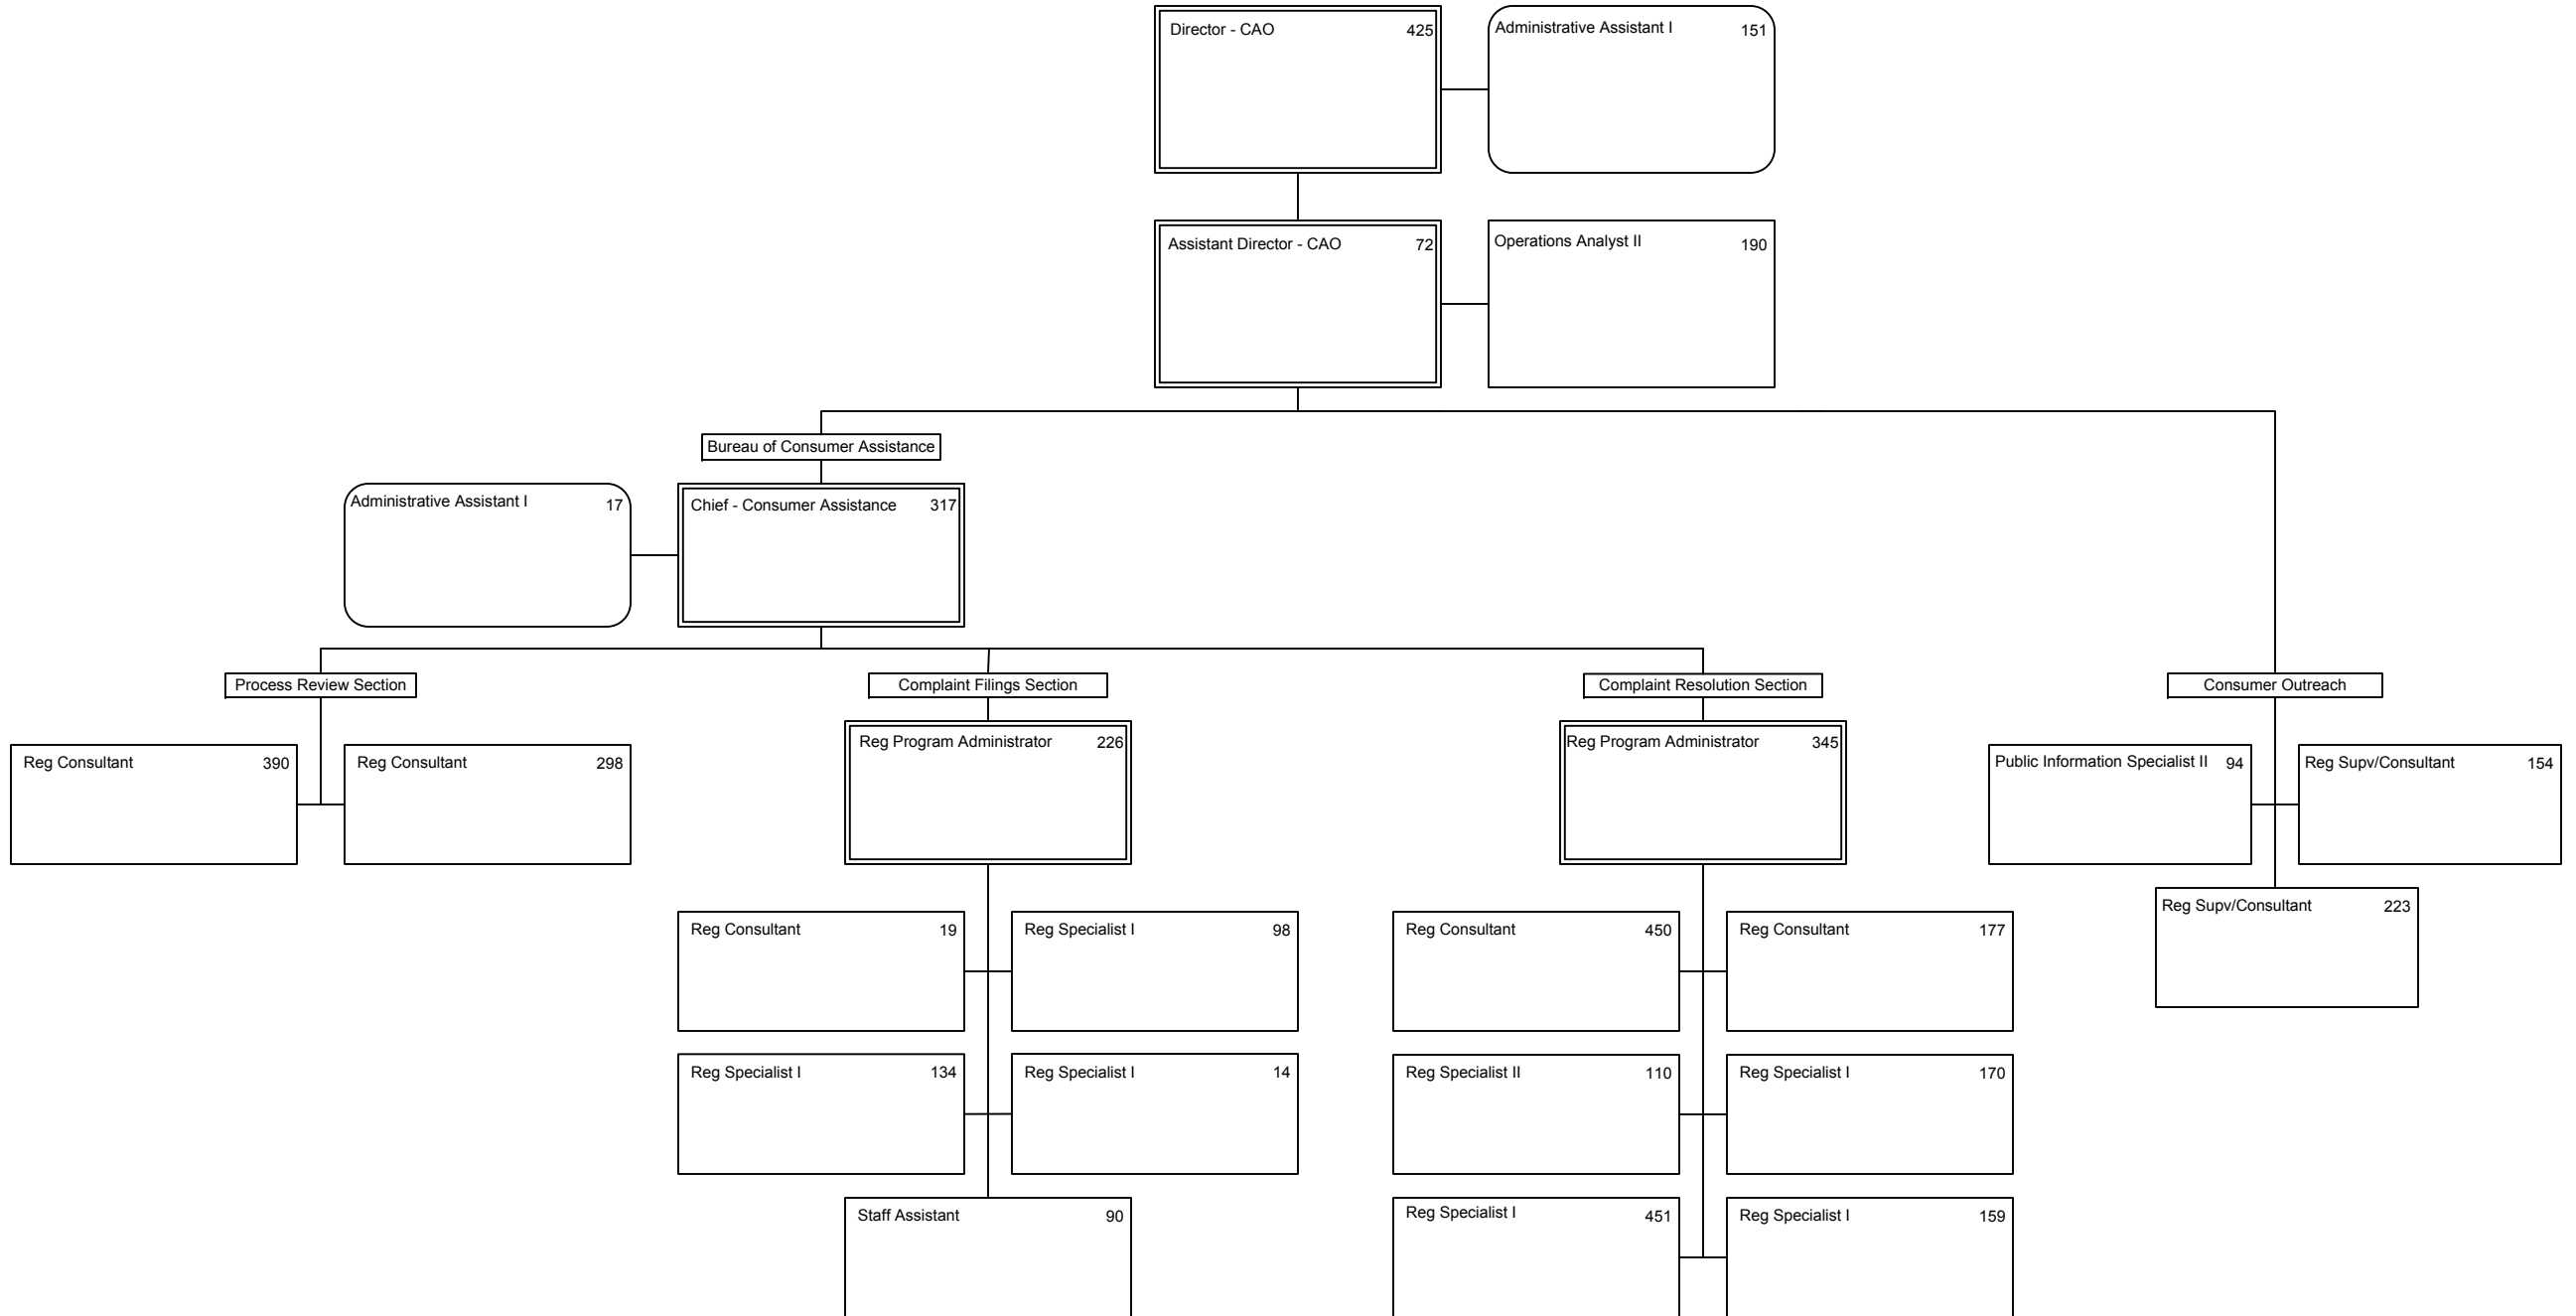 Director - CAO 425
Administrative Assistant I 151
Assistant Director - CAO 72
Operations Analyst II 190
Bureau of Consumer Assistance
Administrative Assistant I 17
Chief - Consumer Assistance 317
Process Review Section
Complaint Filings Section
Complaint Resolution Section
Consumer Outreach
Reg Consultant 390
Reg Consultant 298
Reg Program Administrator 226
Reg Program Administrator 345
Public Information Specialist II 94
Reg Supv/Consultant 154
Reg Supv/Consultant 223
Reg Consultant 19
Reg Specialist I 98
Reg Consultant 450
Reg Consultant 177
Reg Specialist I 134
Reg Specialist I 14
Reg Specialist II 110
Reg Specialist I 170
Staff Assistant 90
Reg Specialist I 451
Reg Specialist I 159